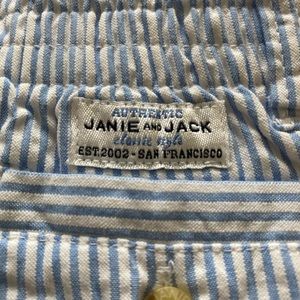 AUTHENTIC
JANIE AND JACK
classic style
EST.2002 - SAN FRANCISCO